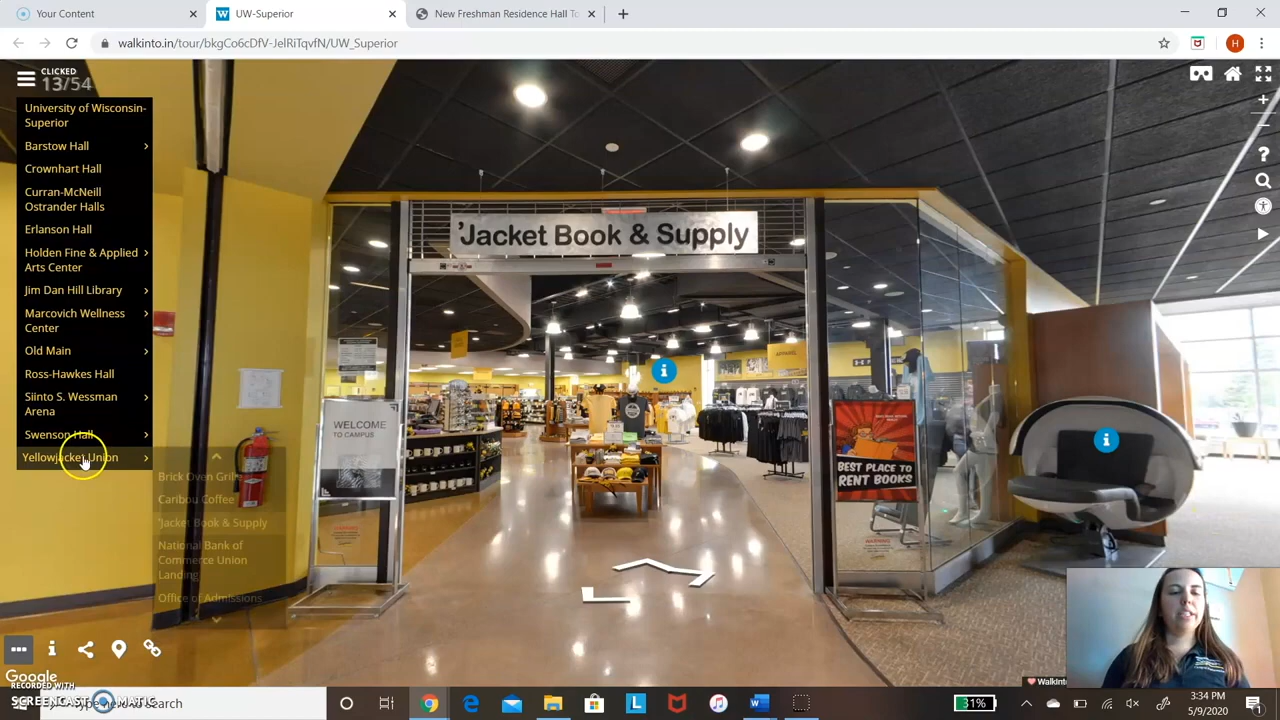 Your Content
UW-Superior
New Freshman Residence Hall To
walkinto.in/tour/bkgCo6cDfV-JelRiTqvfN/UW_Superior
H
CLICKED
13/54
University of Wisconsin-
Superior
Barstow Hall
Crownhart Hall
Curran-McNeill
Ostrander Halls
Erlanson Hall
Holden Fine & Applied
Arts Center
Jim Dan Hill Library
Marcovich Wellness
Center
Old Main
Ross-Hawkes Hall
Siinto S. Wessman
Arena
Swenson Hall
Yellowjacket Union
Brick Oven Grill
Caribou Coffee
'Jacket Book & Supply
National Bank of
Commerce Union
Landing
Office of Admissions
'Jacket Book & Supply
APPAREL
WELCOME
TO CAMPUS
BEST PLACE TO
RENT BOOKS
Google
RECORDED WITH
SCREENCAST MATIC
search
WalkInto
31%
3:34 PM
5/9/2020